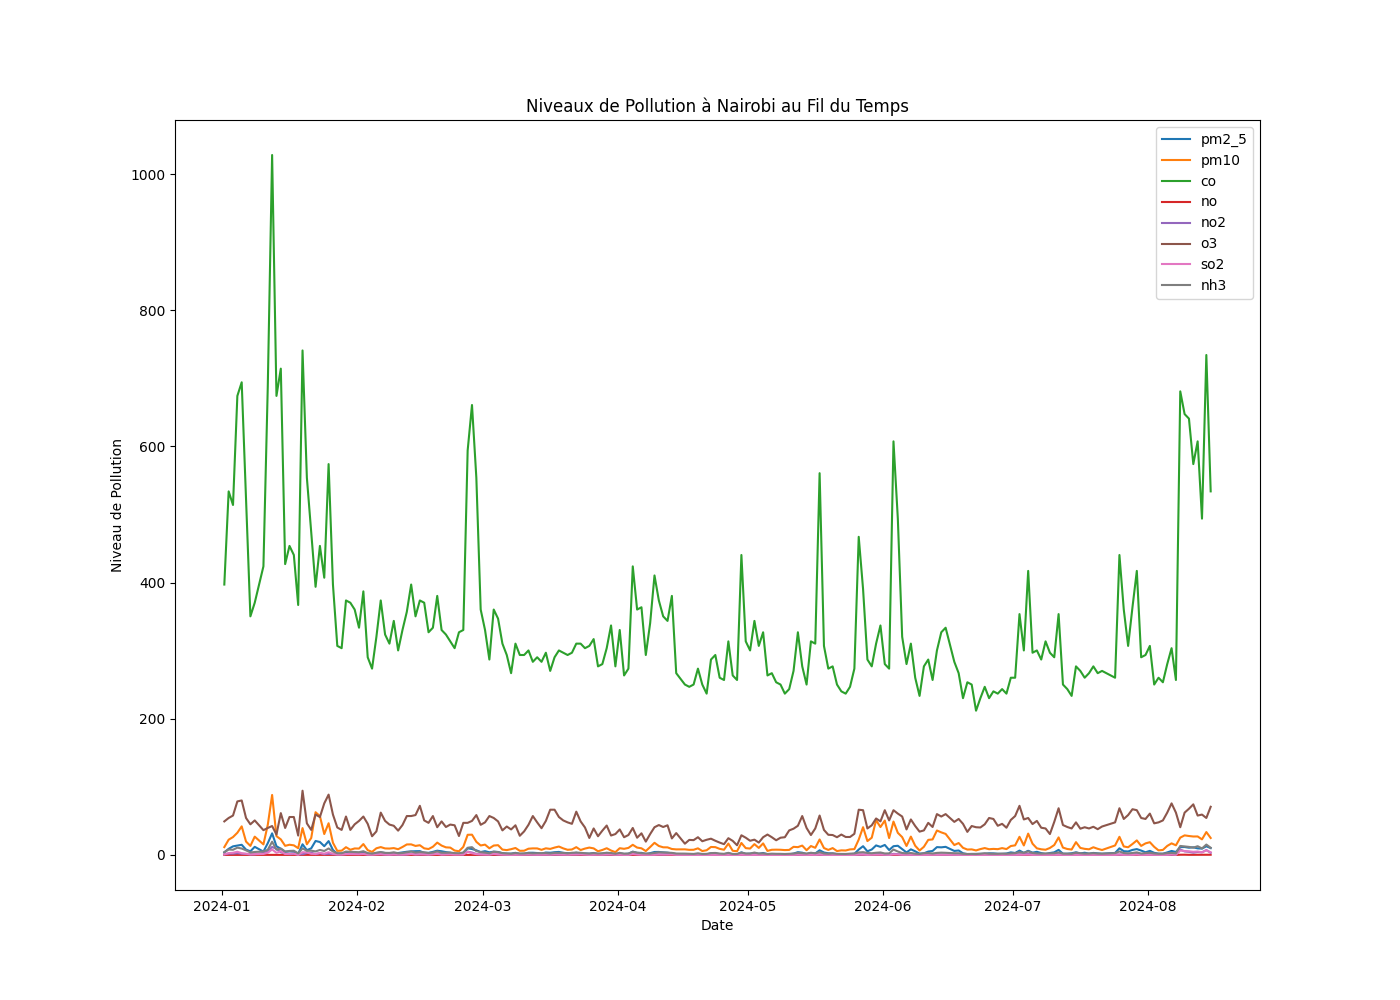 Niveaux de Pollution à Nairobi au Fil du Temps
pm2_5
pm10
co
no
no2
o3
so2
nh3
Niveau de Pollution
1000
800
600
400
200
0
2024-01 2024-02 2024-03 2024-04 2024-05 2024-06 2024-07 2024-08
Date